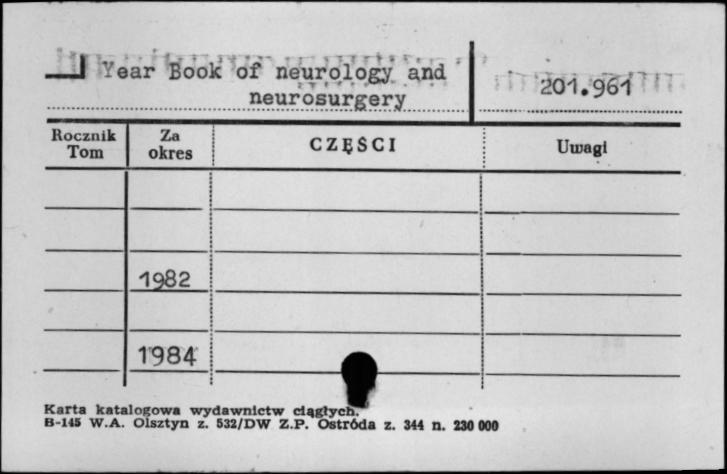 Year Book of neurology and
neurosurgery
201.961
Rocznik
Tom
Za
okres
CZĘŚCI
Uwagi
1982
1984
Karta katalogowa wydawnictw ciągłych.
B-145 W.A. Olsztyn z. 532/DW Z.P. Ostróda z. 344 n. 230 000